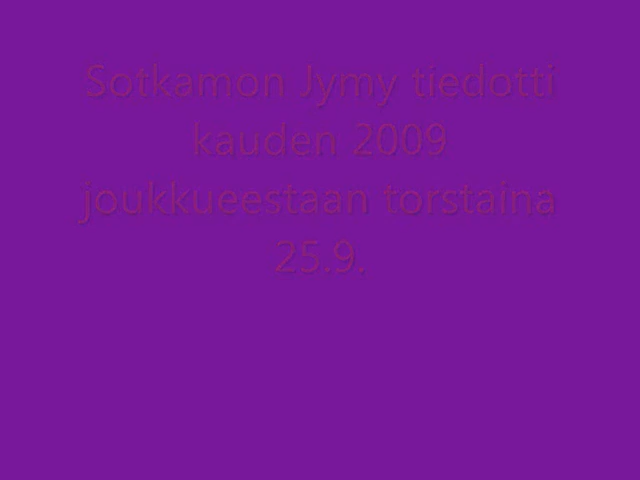 Sotkamon Jymy tiedotti
kauden 2009
joukkueestaan torstaina
25.9.